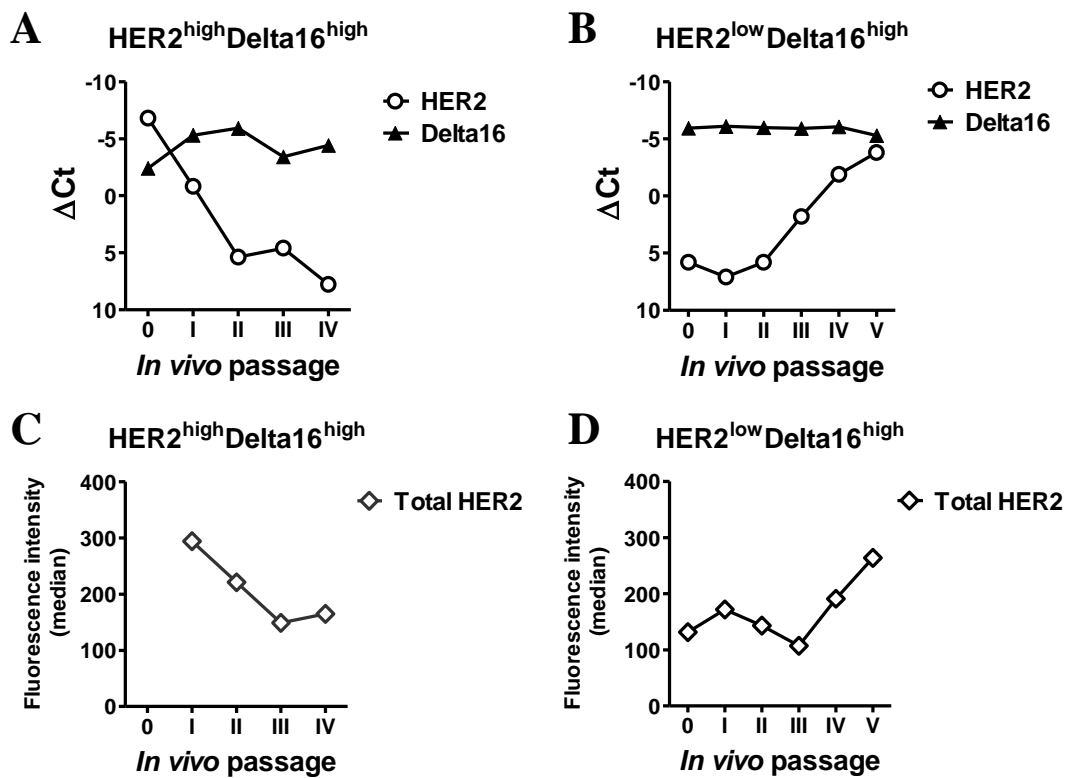 A
HER2highDelta16high
-10
-5
0
5
10
ΔCt
0 I II III IV
In vivo passage
HER2
Delta16
B
HER2lowDelta16high
-10
-5
0
5
10
ΔCt
0 I II III IV V
In vivo passage
HER2
Delta16
C
HER2highDelta16high
400
300
200
100
0
Fluorescence intensity
(median)
0 I II III IV
In vivo passage
Total HER2
D
HER2lowDelta16high
400
300
200
100
0
Fluorescence intensity
(median)
0 I II III IV V
In vivo passage
Total HER2